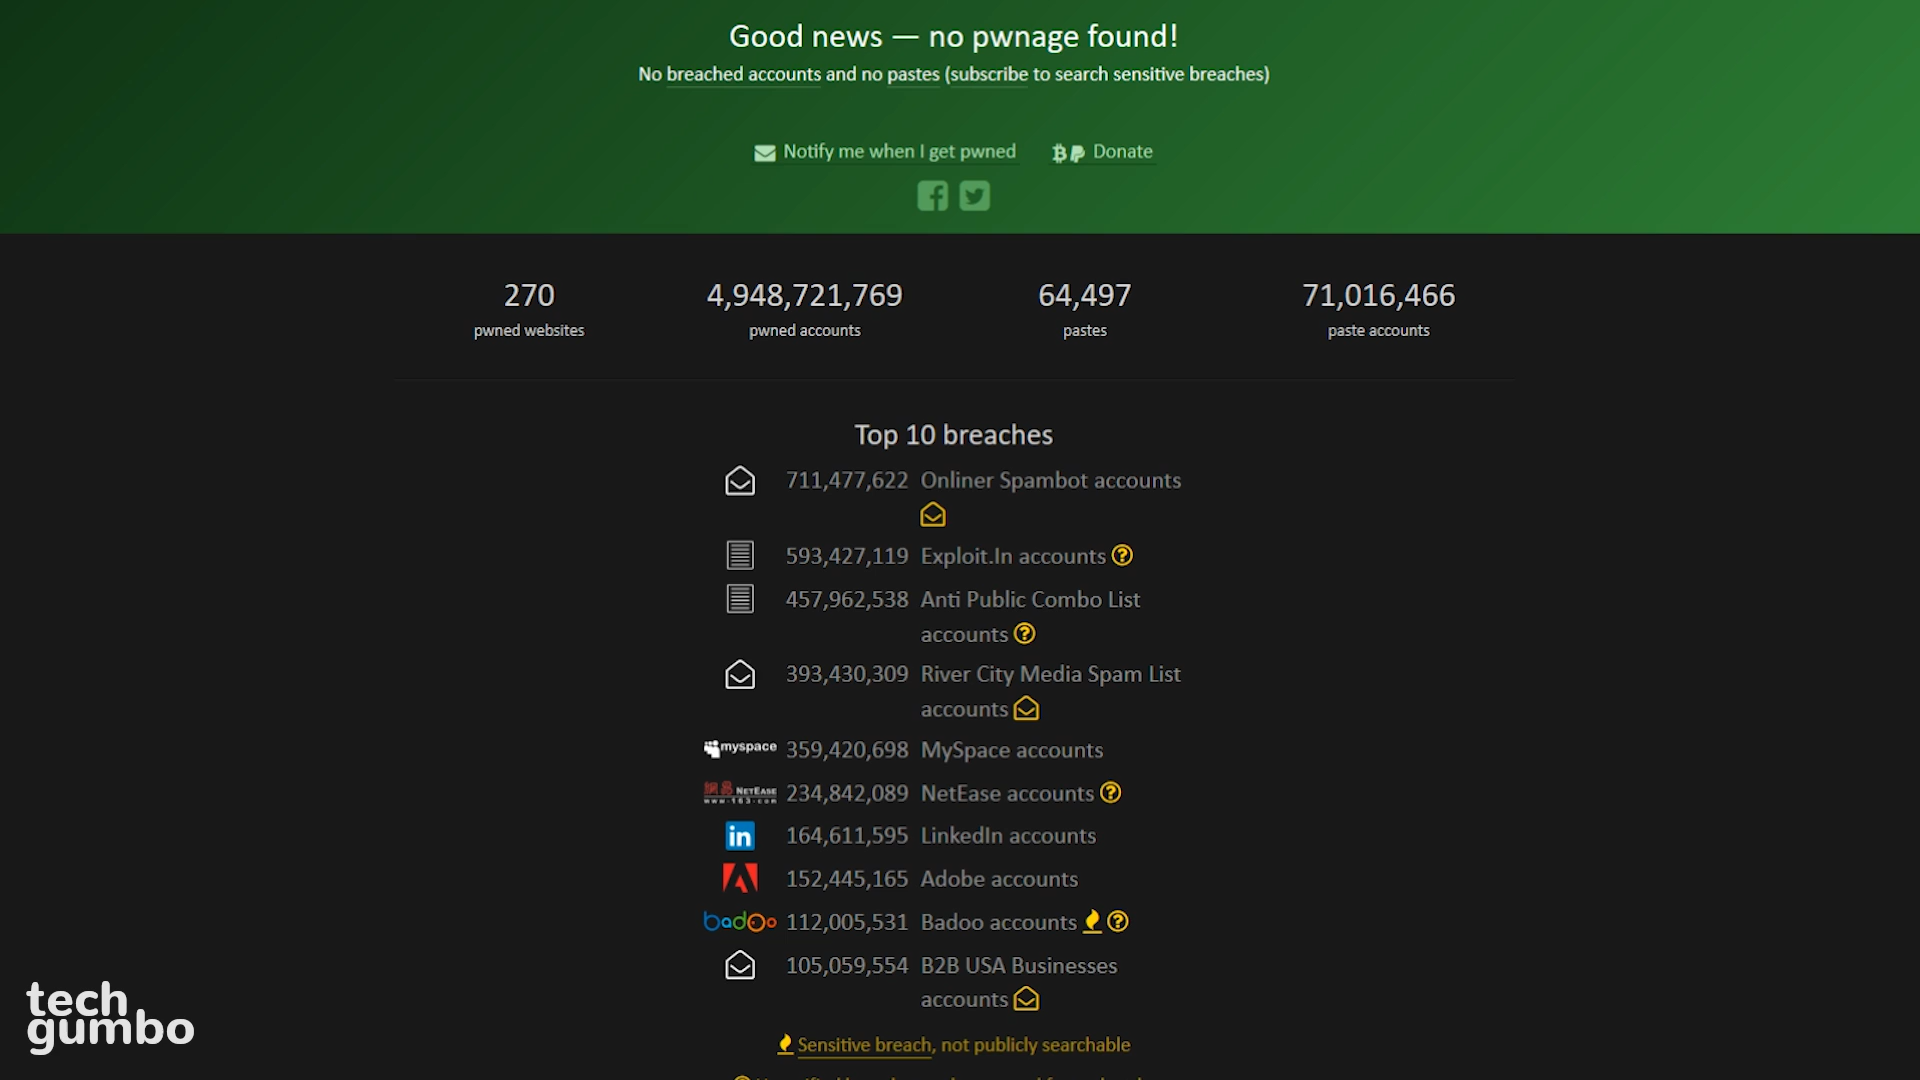 Good news — no pwnage found!
No breached accounts and no pastes (subscribe to search sensitive breaches)
Notify me when I get pwned
Donate
270
4,948,721,769
64,497
71,016,466
pwned websites
pwned accounts
pastes
paste accounts
Top 10 breaches
711,477,622 Onliner Spambot accounts
593,427,119 Exploit.In accounts
457,962,538 Anti Public Combo List
accounts
393,430,309 River City Media Spam List
accounts
myspace 359,420,698 MySpace accounts
NetEase 234,842,089 NetEase accounts
www.163.com
in 164,611,595 LinkedIn accounts
152,445,165 Adobe accounts
badoo 112,005,531 Badoo accounts
105,059,554 B2B USA Businesses
accounts
Sensitive breach, not publicly searchable
tech
gumbo